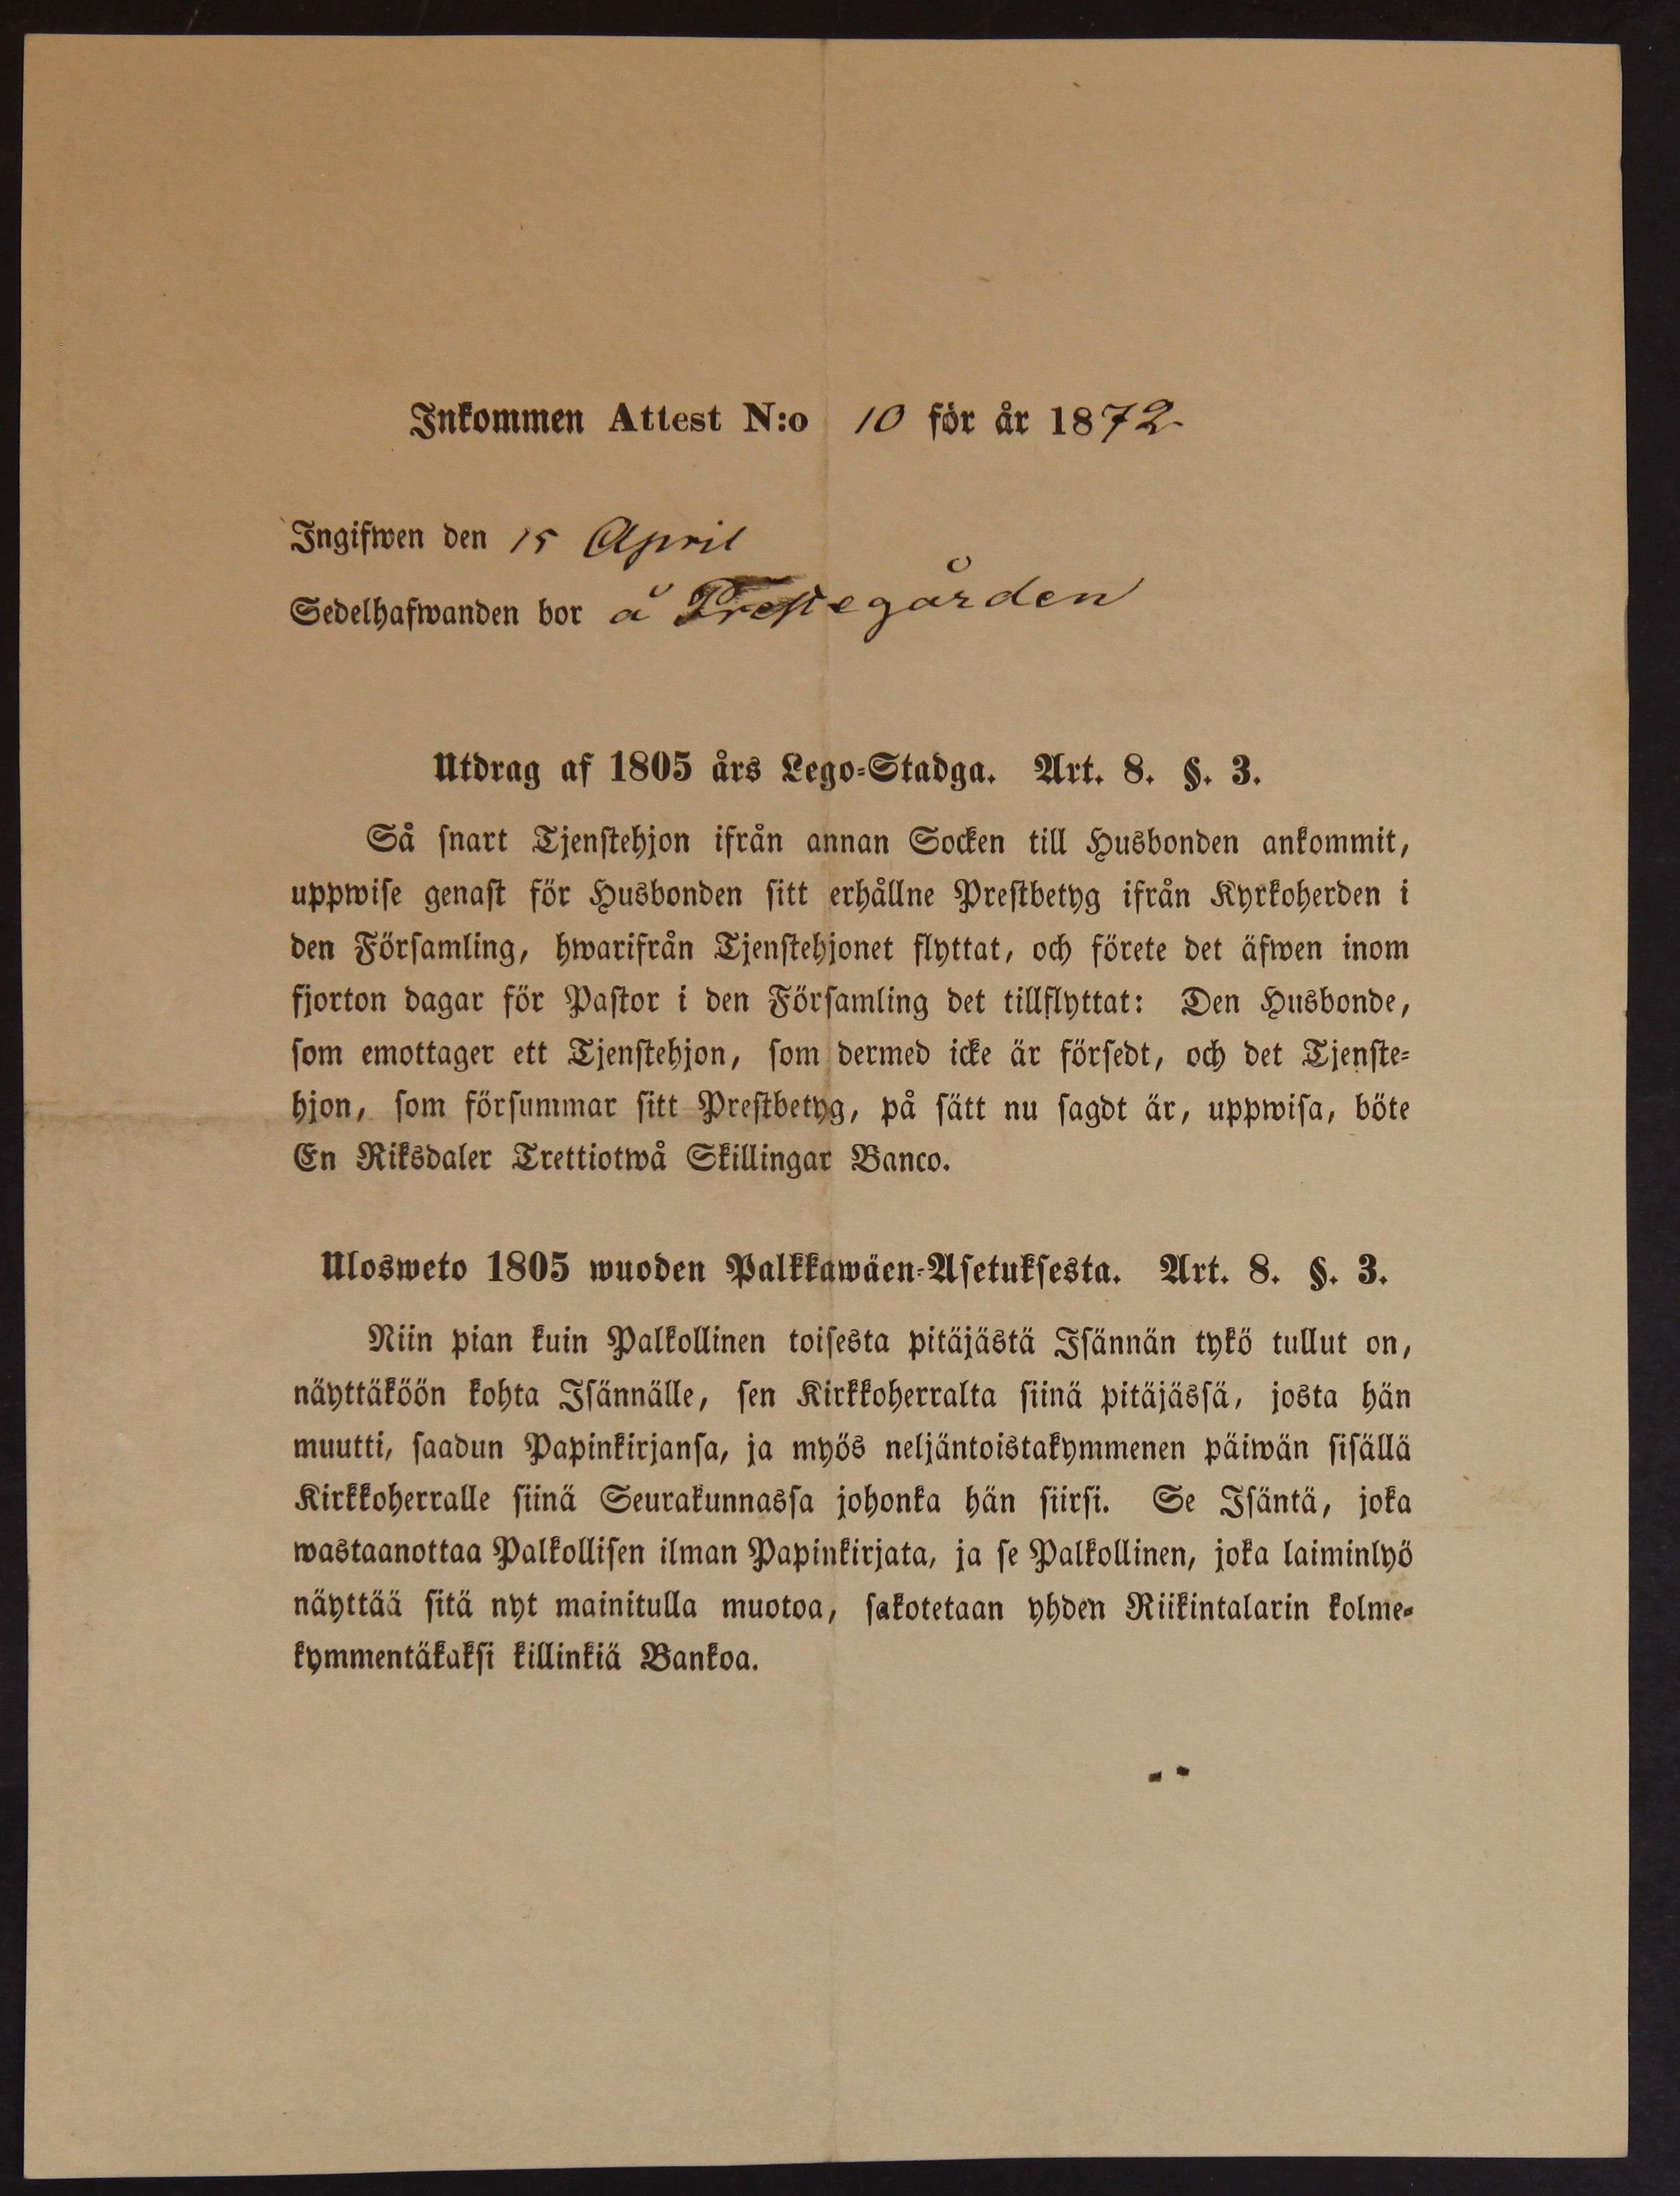 Inkommen Attest N:o 10 för år 1872
Ingifwen den 15 April
Sedelhafwanden bor å Prestegården
Utdrag af 1805 års Lego-Stadga. Art. 8. §. 3.
Så snart Tjenstehjon ifrån annan Socken till Husbonden ankommit,
uppwise genast för Husbonden sitt erhållne Prestbetyg ifrån Kyrkoherden i
den Församling, hwarifrån Tjenstehjonet flyttat, och förete det äfwen inom
fjorton dagar för Pastor i den Församling det tillflyttat: Den Husbonde,
som emottager ett Tjenstehjon, som dermed icke är försedt, och det Tjenste-
hjon, som försummar sitt Prestbetyg, på sätt nu sagdt är, uppwisa, böte
En Riksdaler Trettiotwå Skillingar Banco.
Ulosweto 1805 wuoden Palkkawäen-Asetuksesta. Art. 8. §. 3.
Niin pian kuin Palkollinen toisesta pitäjästä Isännän tykö tullut on,
näyttäköön kohta Isännälle, sen Kirkkoherralta siinä pitäjässä, josta hän
muutti, saadun Papinkirjansa, ja myös neljäntoistakymmenen päiwän sisällä
Kirkkoherralle siinä Seurakunnassa johonka hän siirsi. Se Isäntä, joka
wastaanottaa Palkollisen ilman Papinkirjata, ja se Palkollinen, joka laiminlyö
näyttää sitä nyt mainitulla muotoa, sakotetaan yhden Riikintalarin kolme-
kymmentäkaksi killinkiä Bankoa.